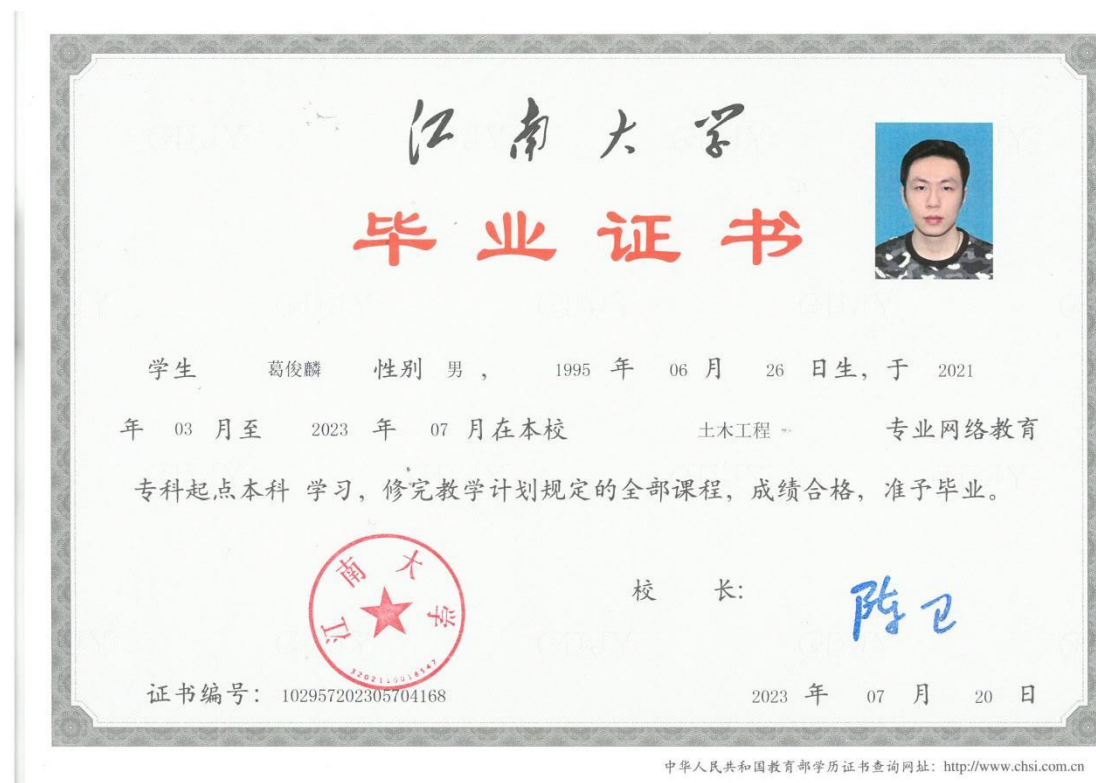 江南大学
毕业证书
学生 葛俊麟 性别 男 , 1995 年 06 月 26 日生, 于 2021
年 03 月至 2023 年 07 月在本校 土木工程 专业网络教育
专科起点本科 学习, 修完教学计划规定的全部课程, 成绩合格, 准予毕业。
江南大学
3202110018547
校 长: 陈卫
证书编号: 102957202305704168
2023 年 07 月 20 日
中华人民共和国教育部学历证书查询网址: http://www.chsi.com.cn